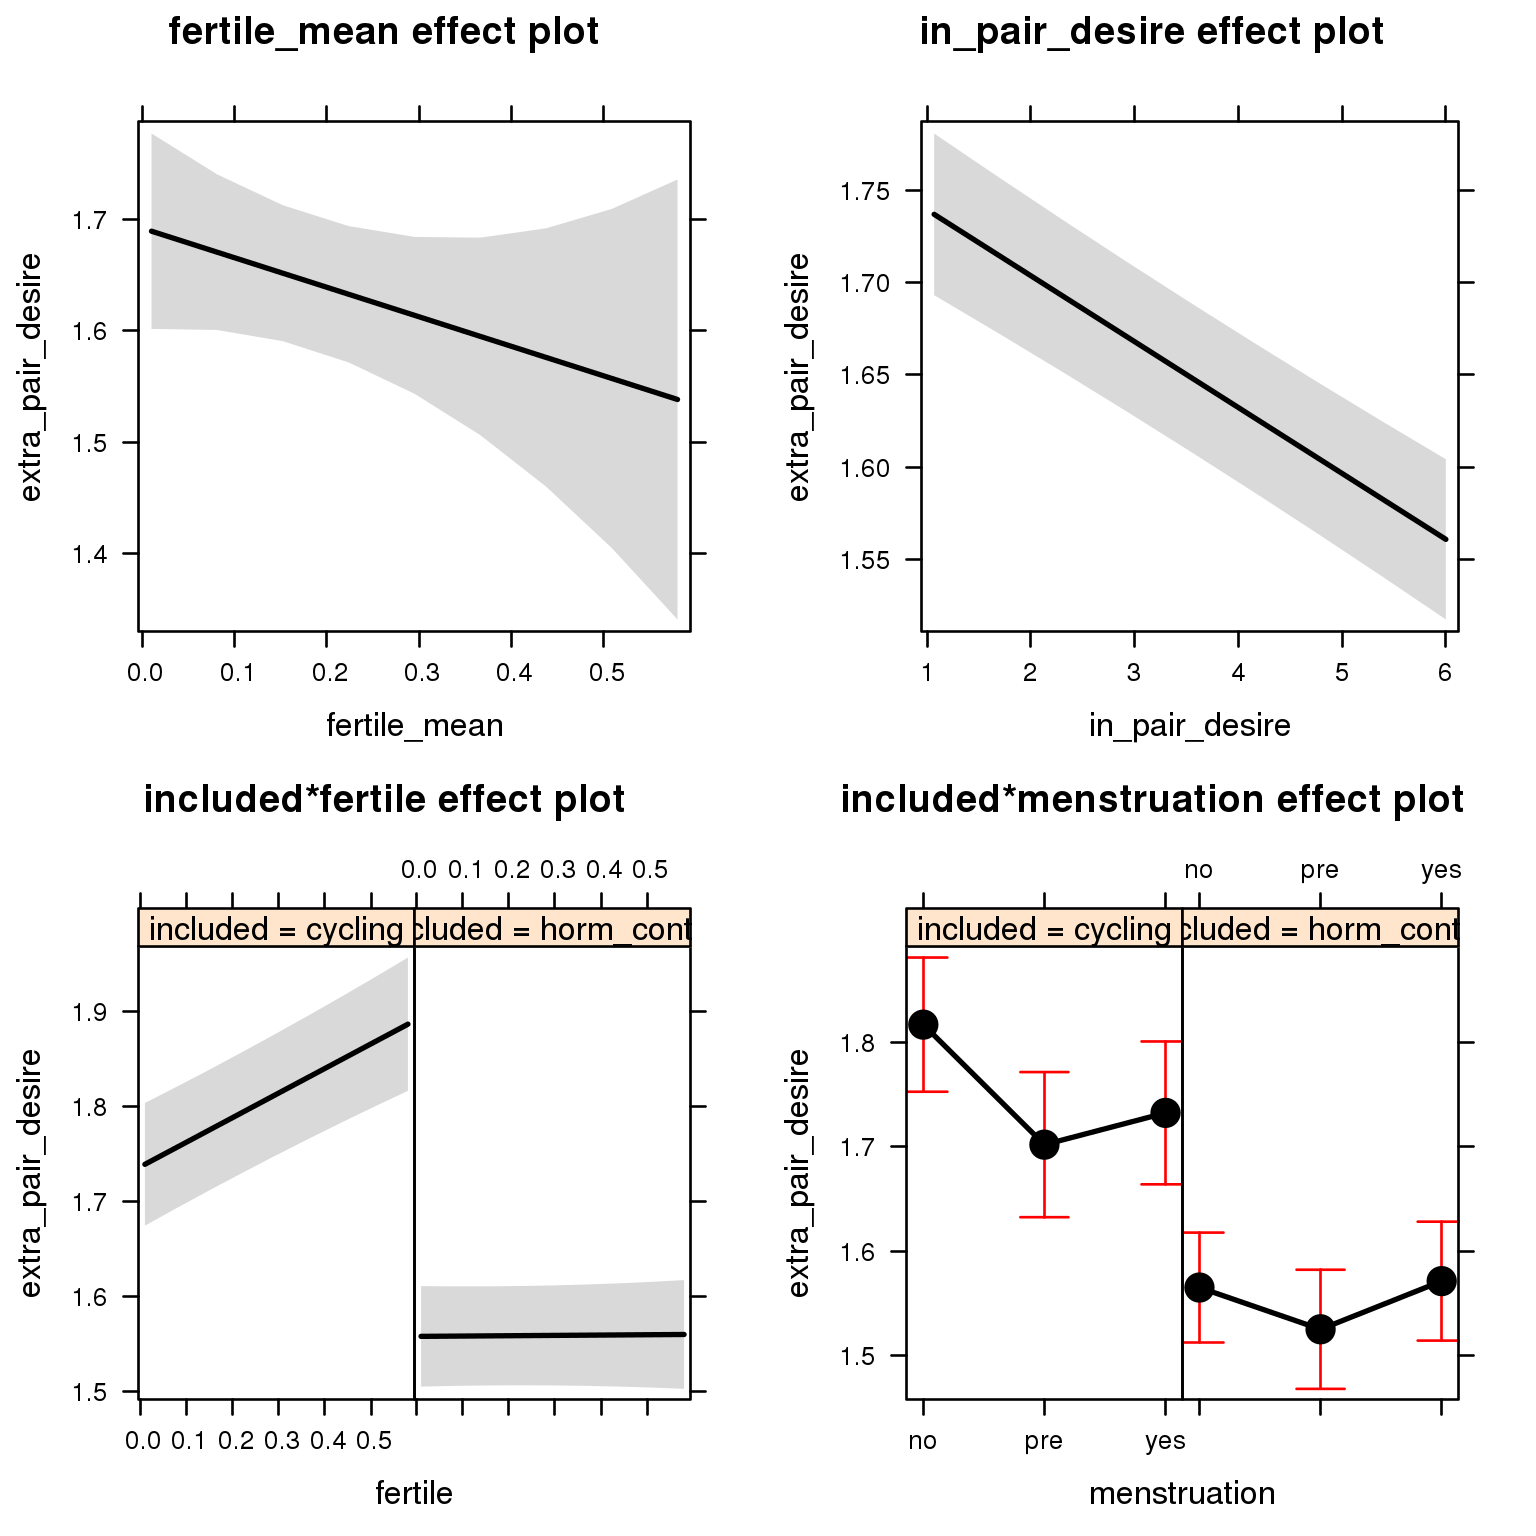 fertile_mean effect plot
extra_pair_desire
1.7
1.6
1.5
1.4
0.0 0.1 0.2 0.3 0.4 0.5
fertile_mean
in_pair_desire effect plot
extra_pair_desire
1.75
1.70
1.65
1.60
1.55
1 2 3 4 5 6
in_pair_desire
included*fertile effect plot
0.0 0.1 0.2 0.3 0.4 0.5
included = cycling
cluded = horm_cont
extra_pair_desire
1.9
1.8
1.7
1.6
1.5
0.0 0.1 0.2 0.3 0.4 0.5
fertile
included*menstruation effect plot
no pre yes
included = cycling
cluded = horm_cont
extra_pair_desire
1.8
1.7
1.6
1.5
no pre yes
menstruation